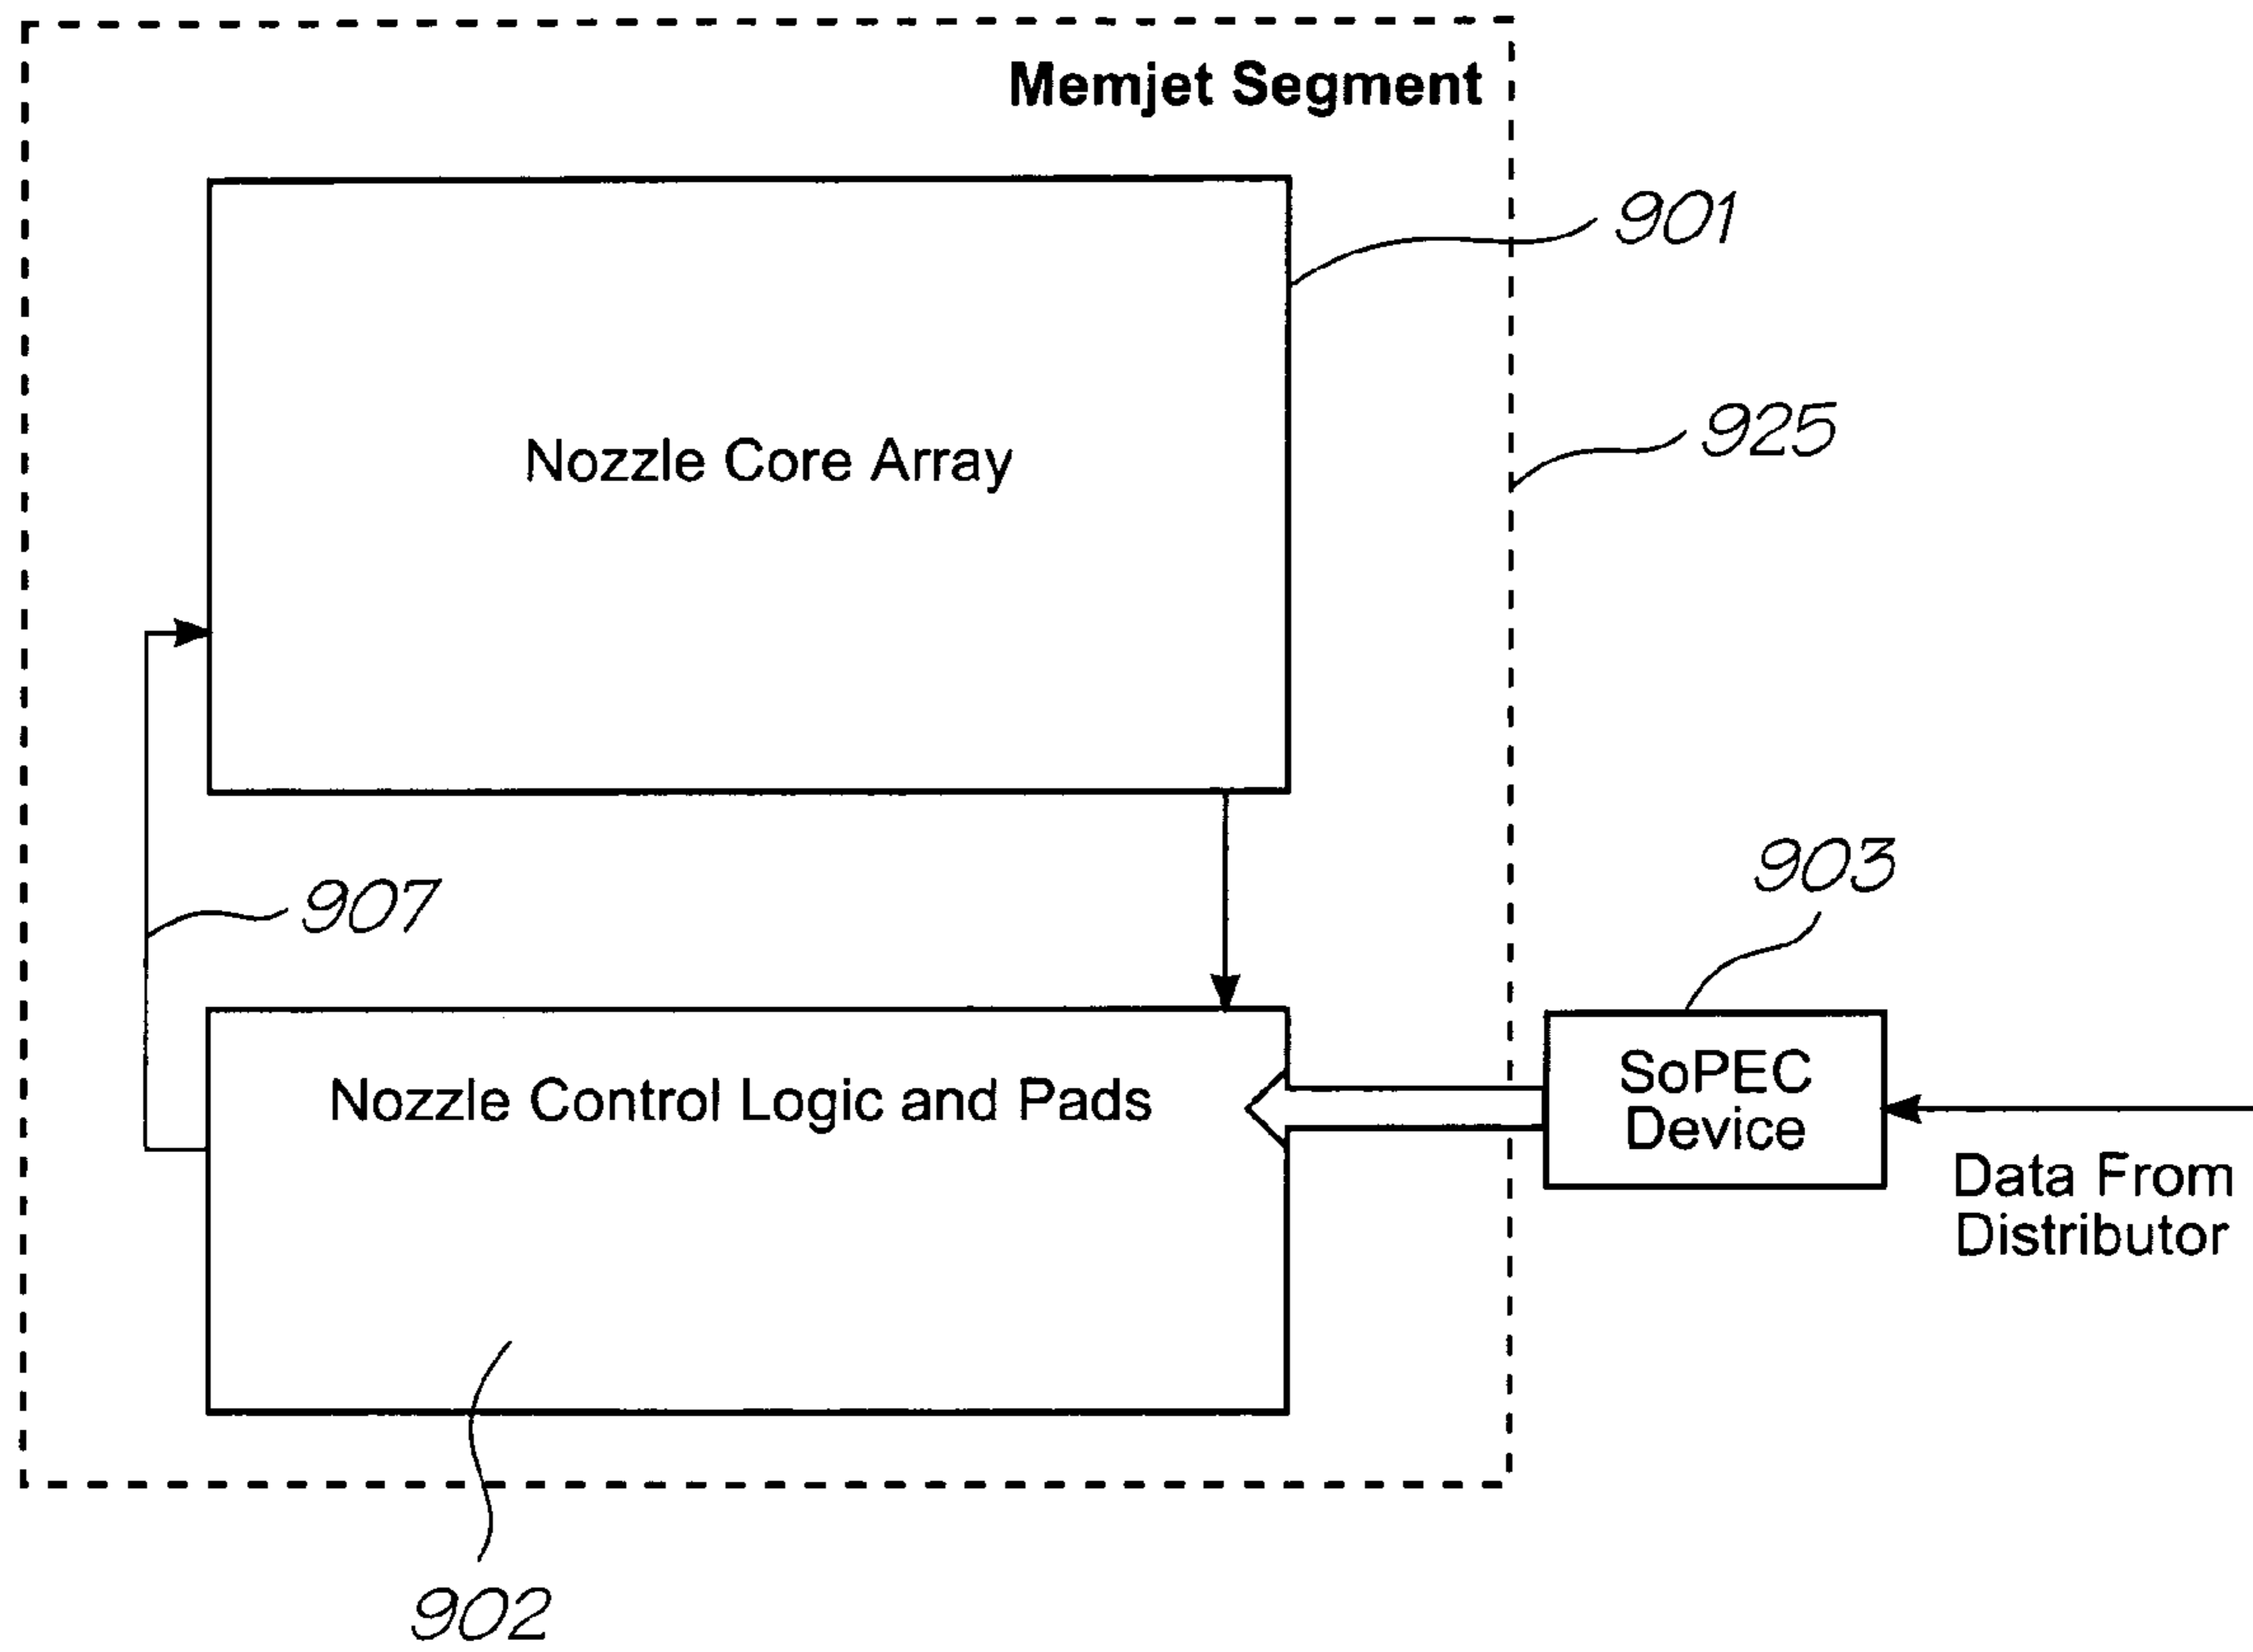 Memjet Segment
901
Nozzle Core Array
925
903
907
SoPEC
Device
Nozzle Control Logic and Pads
Data From
Distributor
902